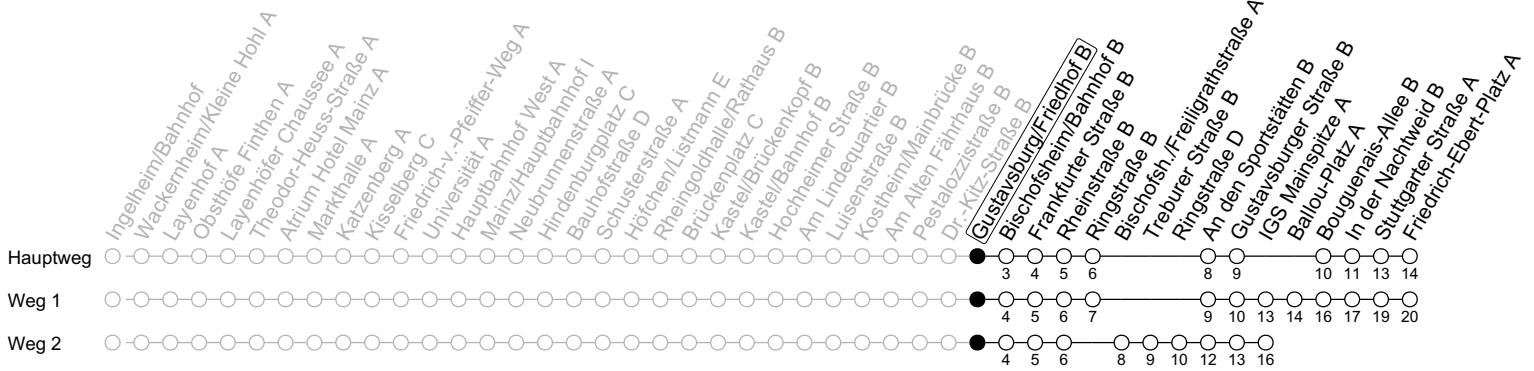 Ingelheim/Bahnhof
Wackernheim/Kleine Hohl A
Layenhof A
Obsthöfe Finthen A
Layenhöfer Chaussee A
Theodor-Heuss-Straße A
Atrium Hotel Mainz A
Markthalle A
Katzenberg A
Kisselberg C
Friedrich-v.-Pfeiffer-Weg A
Universität A
Hauptbahnhof West A
Mainz/Hauptbahnhof I
Neubrunnenstraße A
Hindenburgplatz C
Bauhofstraße D
Schusterstraße A
Höfchen/Listmann E
Rheingoldhalle/Rathaus B
Brückenplatz C
Kastel/Brückenkopf B
Kastel/Bahnhof B
Hochheimer Straße B
Am Lindequartier B
Luisenstraße B
Kostheim/Mainbrücke B
Am Alten Fährhaus B
Pestalozzistraße B
Dr.-Kitz-Straße B
Gustavsburg/Friedhof B
Bischofsheim/Bahnhof B
Frankfurter Straße B
Rheinstraße B
Ringstraße B
Bischofsh./Freiligrathstraße A
Treburer Straße B
Ringstraße D
An den Sportstätten B
Gustavsburger Straße B
IGS Mainspitze A
Ballou-Platz A
Bouguenais-Allee B
In der Nachtweid B
Stuttgarter Straße A
Friedrich-Ebert-Platz A
Hauptweg
3 4 5 6 8 9 10 11 13 14
Weg 1
4 5 6 7 9 10 13 14 16 17 19 20
Weg 2
4 5 6 8 9 10 12 13 16